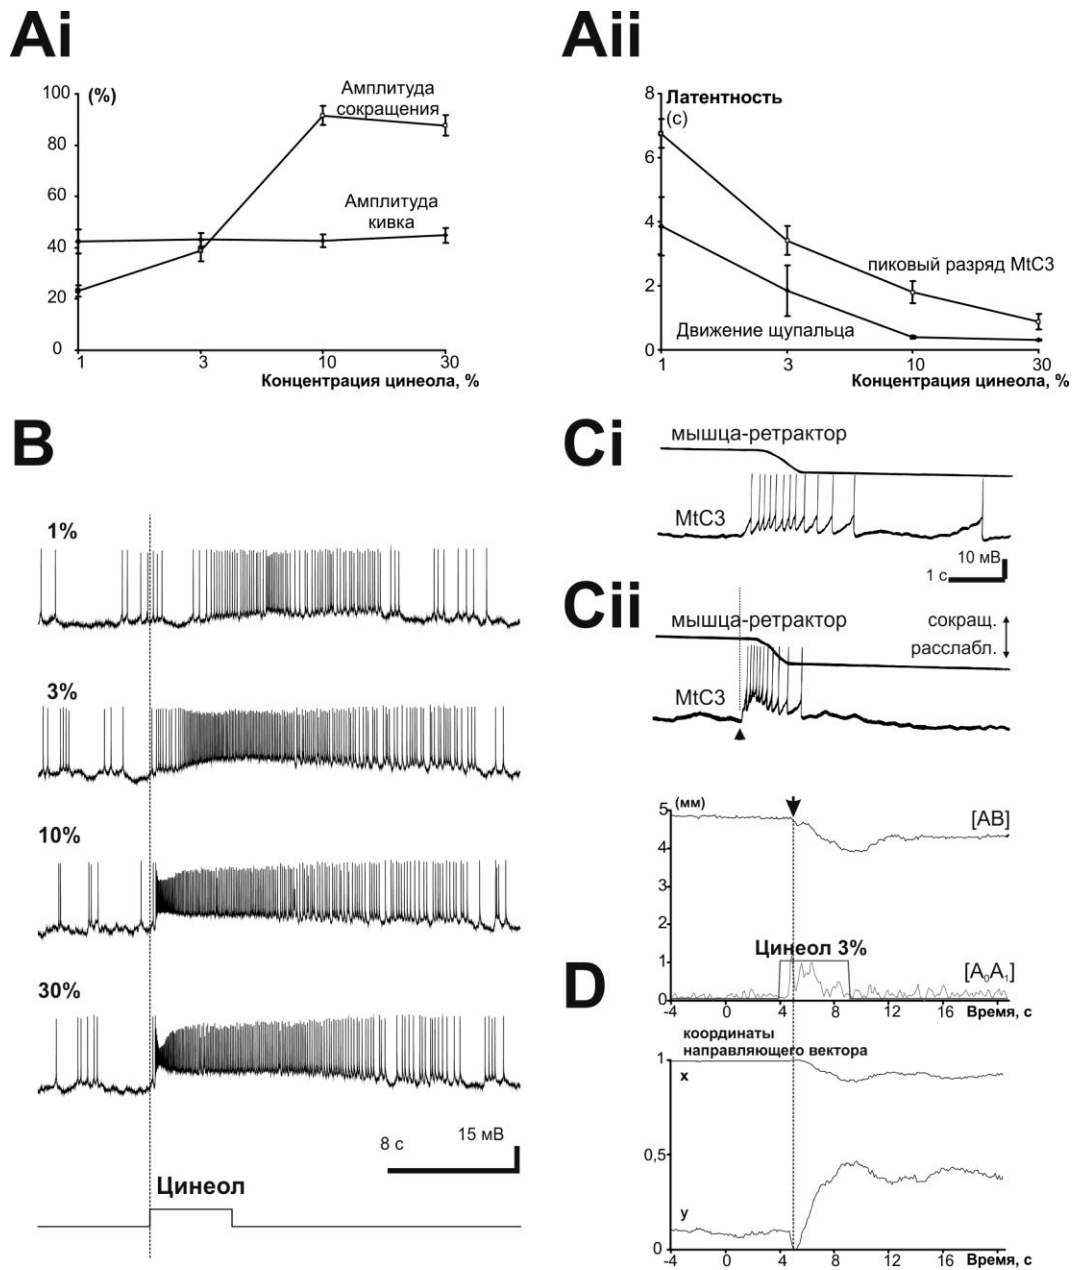 Ai
(%)
Амплитуда
сокращения
Амплитуда
кивка
100
80
60
40
20
0
1
3
10
30
Концентрация цинеола, %
Aii
Латентность
(с)
8
6
4
2
0
пиковый разряд MtC3
Движение щупальца
1
3
10
30
Концентрация цинеола, %
B
1%
3%
10%
30%
8 с
15 мВ
Цинеол
Ci
мышца-ретрактор
MtC3
10 мВ
1 с
Cii
мышца-ретрактор
сокращ.
расслабл.
MtC3
D
(мм)
5
4
3
2
1
0
[AB]
Цинеол 3%
[A₀A₁]
-4
0
4
8
12
16
Время, с
координаты
направляющего вектора
1
x
0,5
y
0
-4
0
4
8
12
16
Время, с